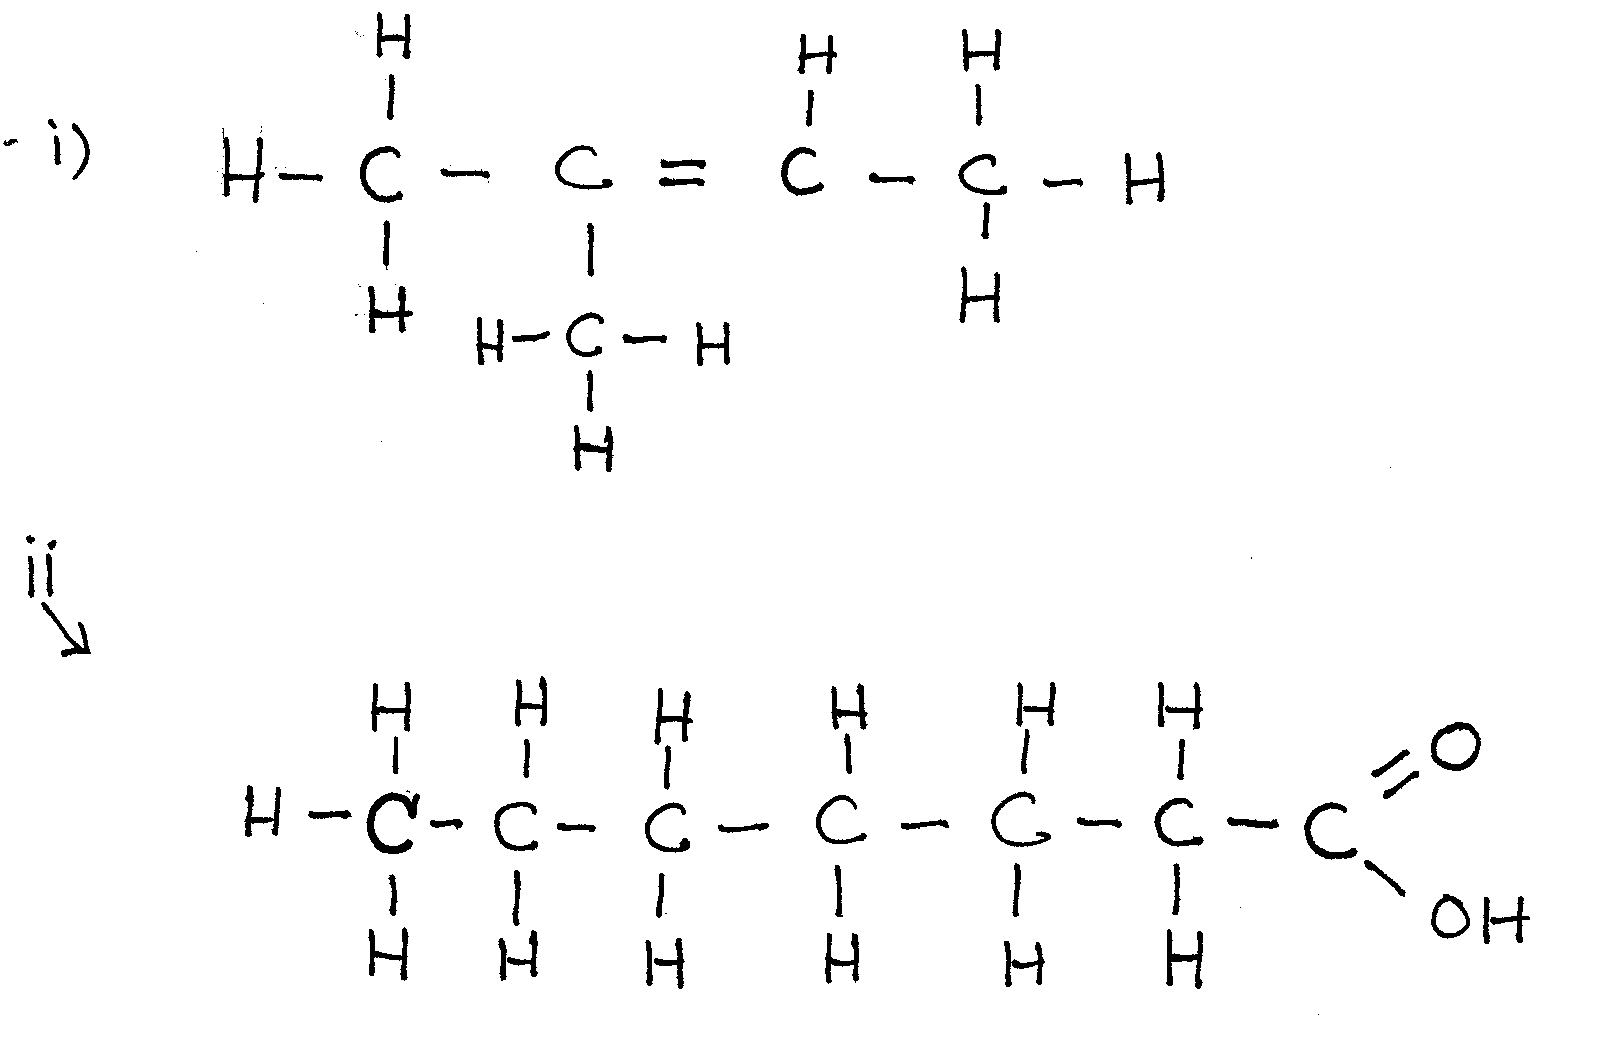 H H H
i) H - C - C = C - C - H
H H
H - C - H
H
ii
H H H H H H
O
H - C - C - C - C - C - C - C
OH
H H H H H H